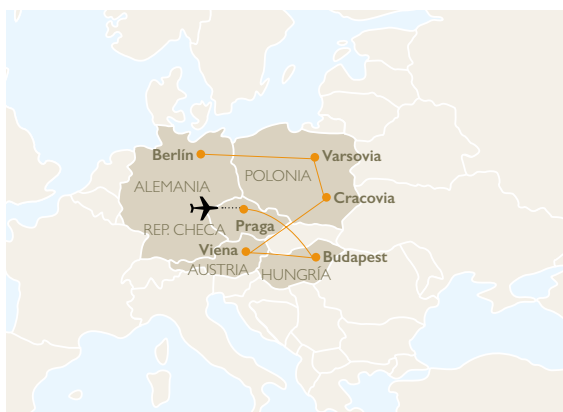 Berlín
Varsovia
POLONIA
ALEMANIA
Cracovia
Praga
REP. CHECA
Viena
Budapest
AUSTRIA
HUNGRÍA